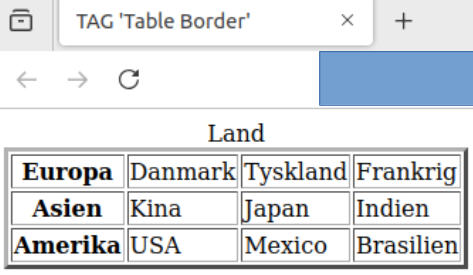 TAG 'Table Border'
Land
Europa Danmark Tyskland Frankrig
Asien Kina Japan Indien
Amerika USA Mexico Brasilien